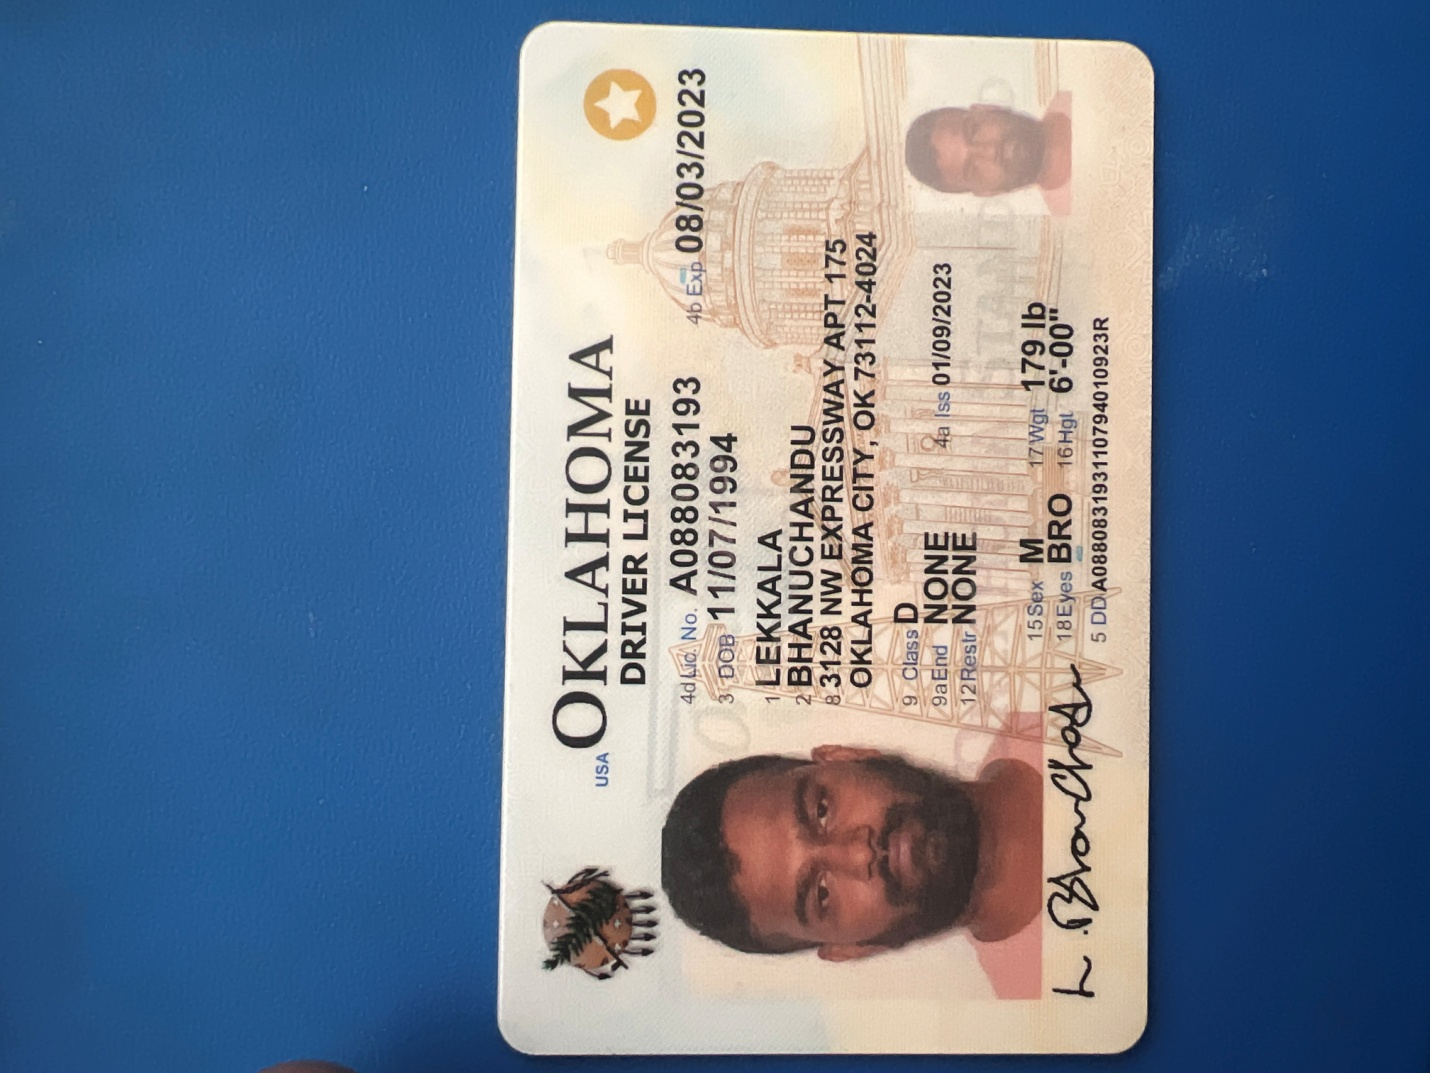 USA OKLAHOMA
DRIVER LICENSE
4d Lic. No. A088083193 4b Exp 08/03/2023
3 DOB 11/07/1994
1 LEKKALA
2 BHANUCHANDU
8 3128 NW EXPRESSWAY APT 175
OKLAHOMA CITY, OK 73112-4024
9 Class D
9a End NONE 4a Iss 01/09/2023
12 Restr NONE
15 Sex M 17 Wgt 179 lb
18 Eyes BRO 16 Hgt 6'-00"
5 DD A088083193110794010923R